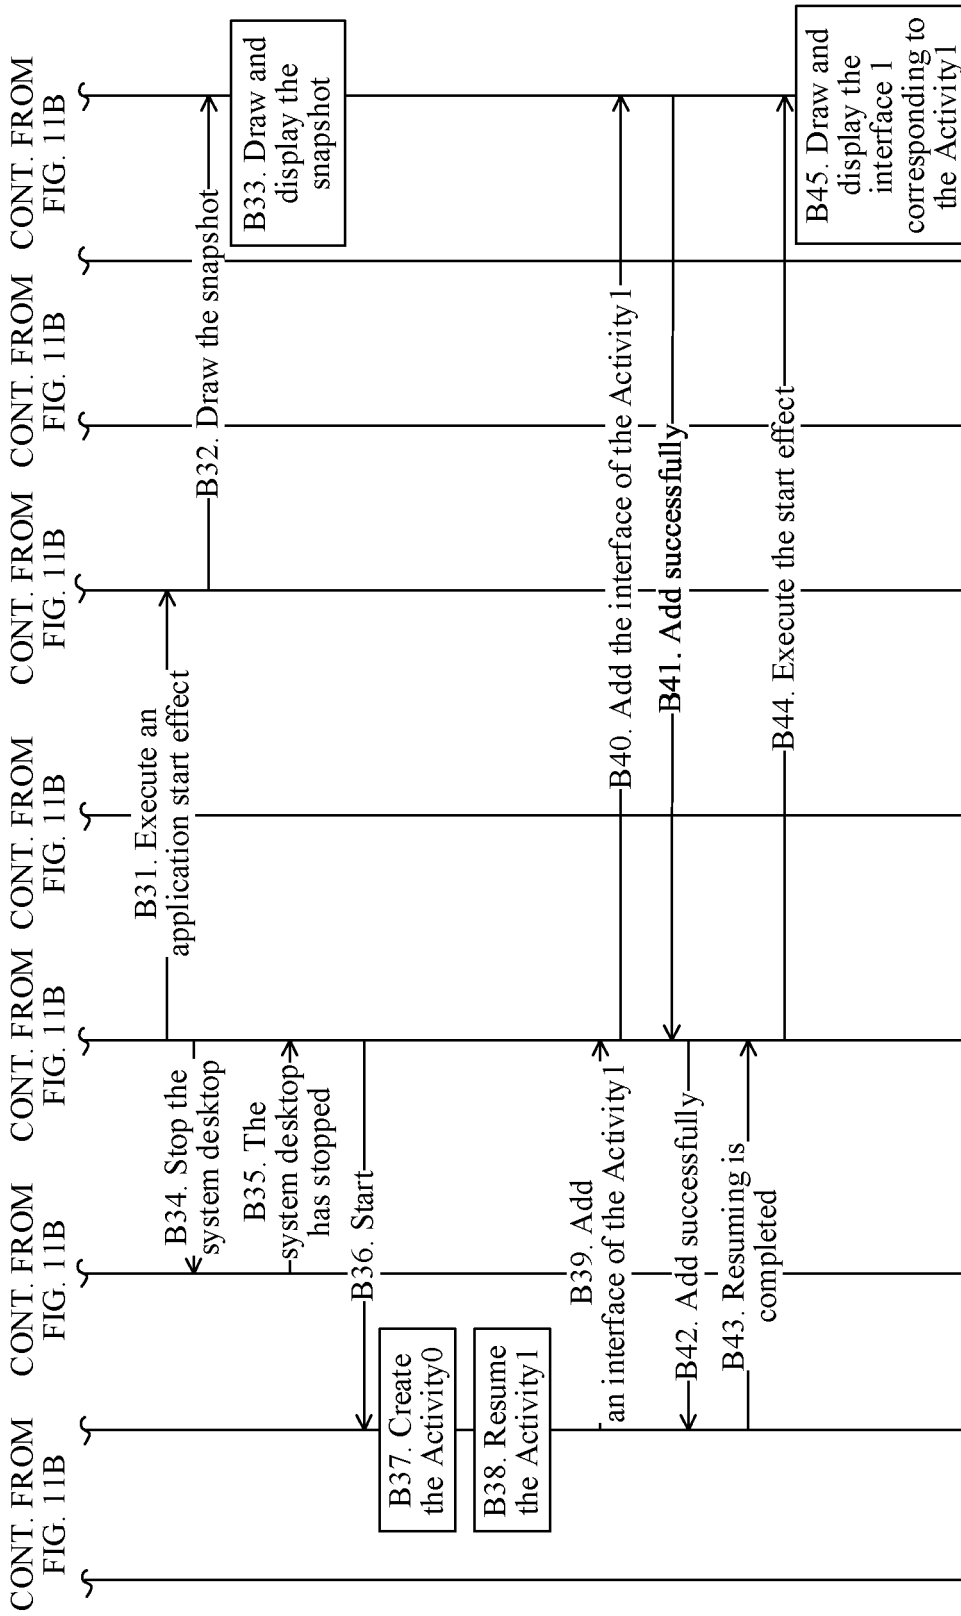 CONT. FROM
FIG. 11B
CONT. FROM
FIG. 11B
CONT. FROM
FIG. 11B
CONT. FROM
FIG. 11B
CONT. FROM
FIG. 11B
CONT. FROM
FIG. 11B
CONT. FROM
FIG. 11B
B31. Execute an
application start effect
B32. Draw the snapshot
B33. Draw and
display the
snapshot
B34. Stop the
system desktop
B35. The
system desktop
has stopped
B36. Start
B37. Create
the Activity0
B38. Resume
the Activity1
B39. Add
an interface of the Activity1
B40. Add the interface of the Activity1
B41. Add successfully
B42. Add successfully
B43. Resuming is
completed
B44. Execute the start effect
B45. Draw and
display the
interface 1
corresponding to
the Activity1